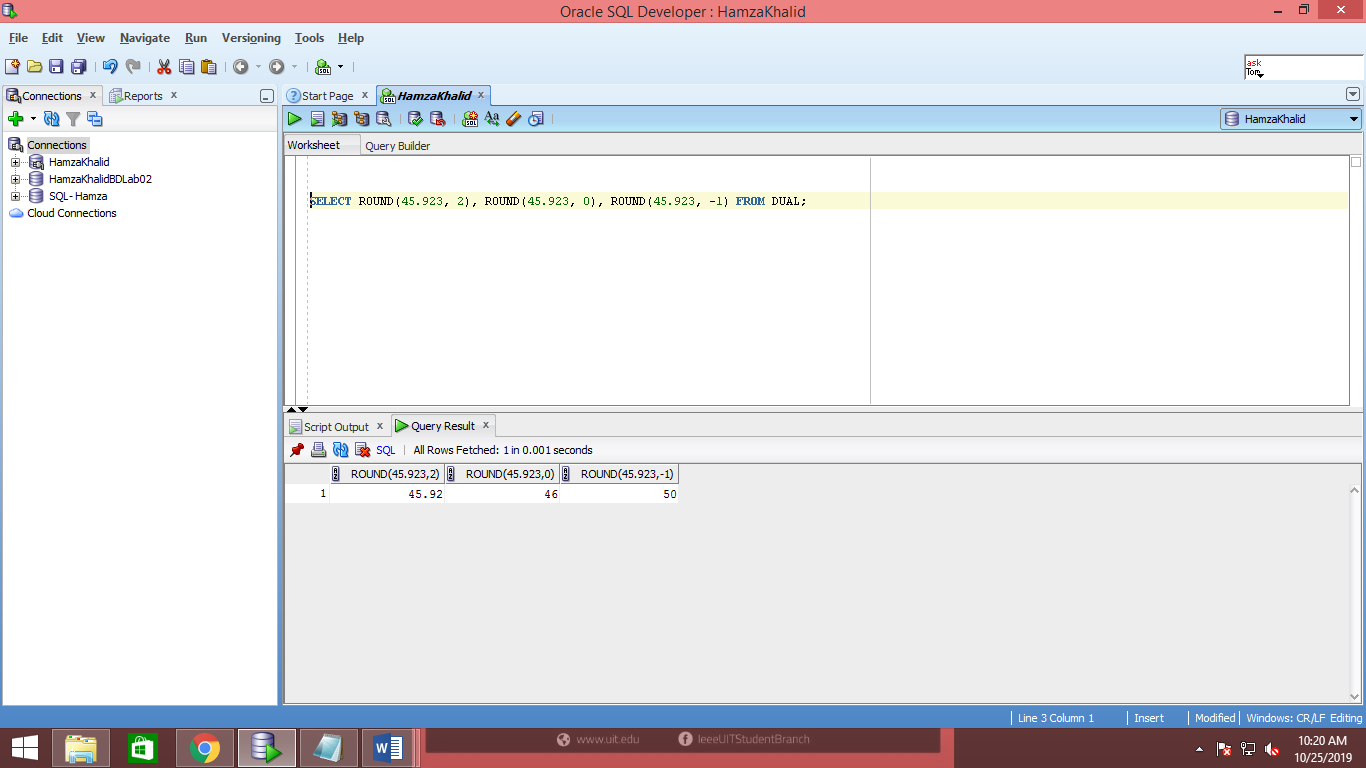 Oracle SQL Developer : HamzaKhalid
File Edit View Navigate Run Versioning Tools Help
ask
Tom
Connections x Reports x
Start Page x HamzaKhalid x
HamzaKhalid
Connections
HamzaKhalid
HamzaKhalidBDLab02
SQL- Hamza
Cloud Connections
Worksheet Query Builder
SELECT ROUND(45.923, 2), ROUND(45.923, 0), ROUND(45.923, -1) FROM DUAL;
Script Output x Query Result x
SQL | All Rows Fetched: 1 in 0.001 seconds
ROUND(45.923,2) ROUND(45.923,0) ROUND(45.923,-1)
1 45.92 46 50
Line 3 Column 1 Insert Modified Windows: CR/LF Editing
www.uit.edu IeeeUITStudentBranch
10:20 AM
10/25/2019